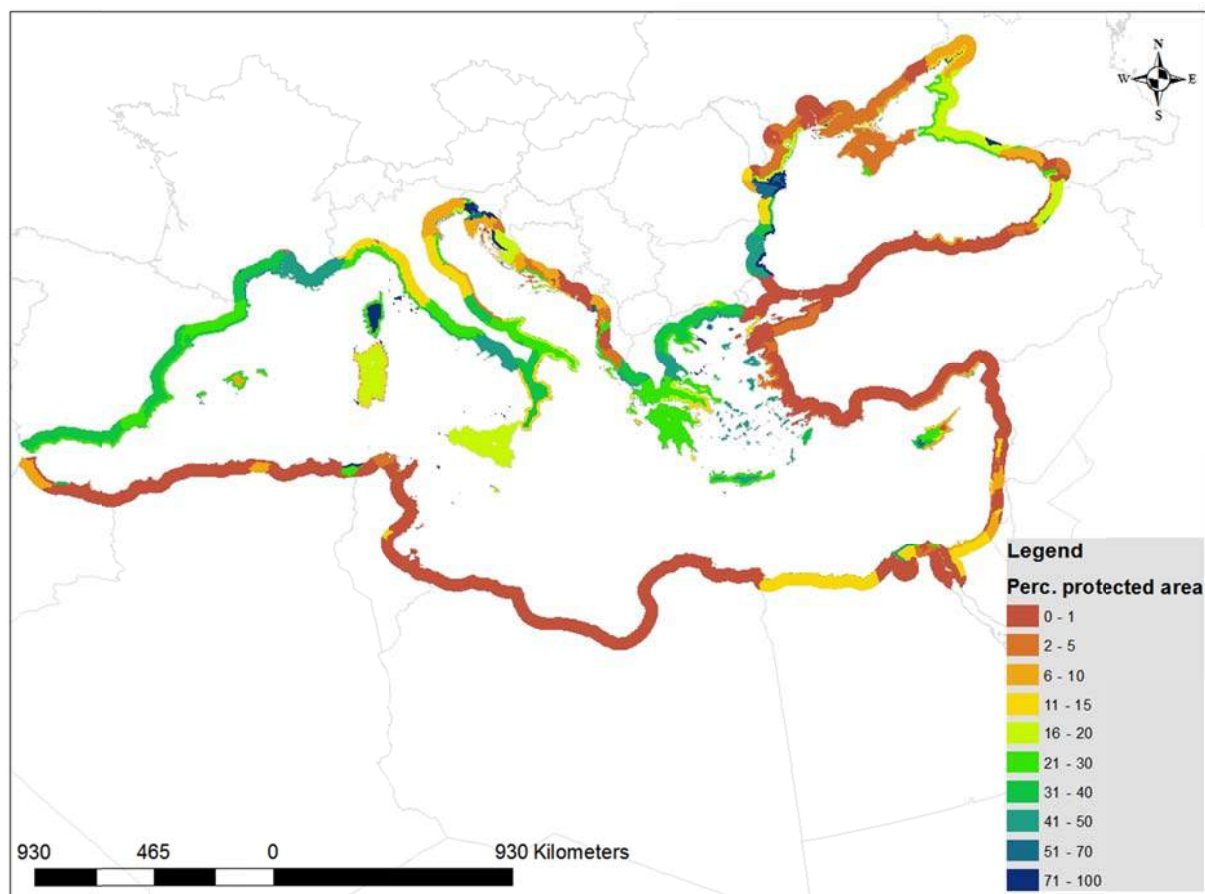 N
W E
S
Legend
Perc. protected area
0 - 1
2 - 5
6 - 10
11 - 15
16 - 20
21 - 30
31 - 40
41 - 50
51 - 70
71 - 100
930 465 0 930 Kilometers